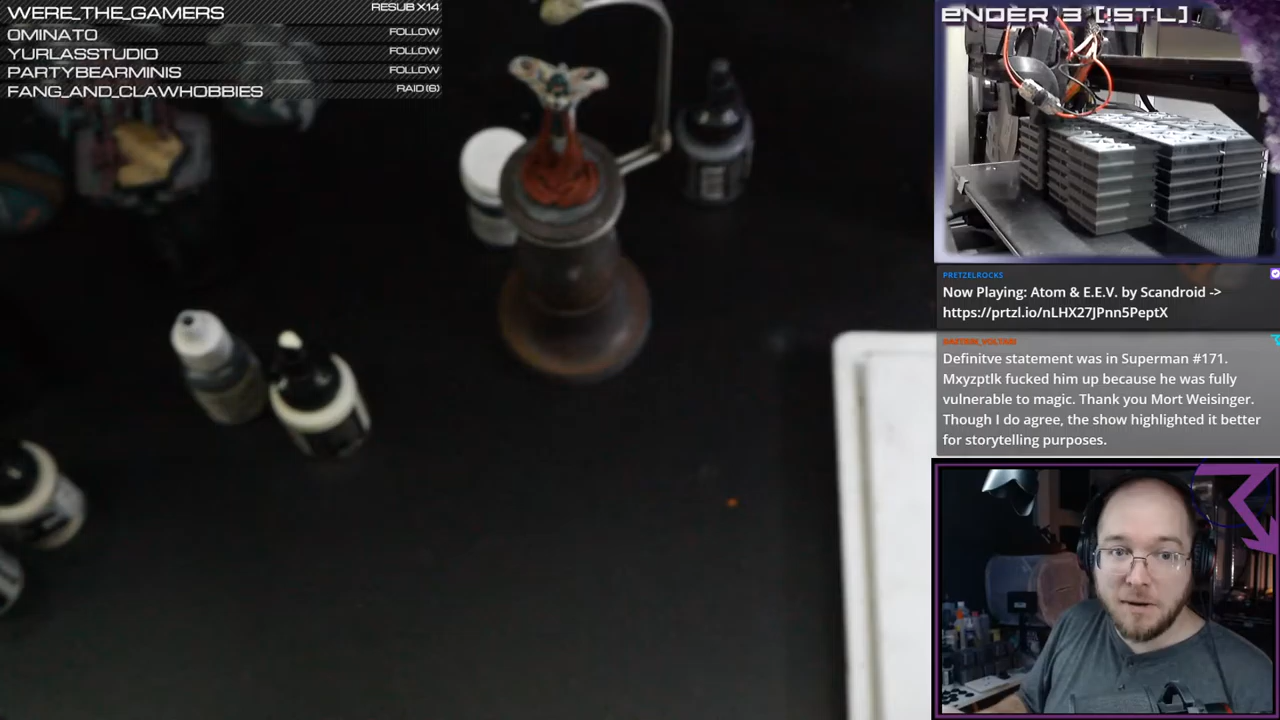 WERE_THE_GAMERS RESUB X14
OMINATO FOLLOW
YURLASSTUDIO FOLLOW
PARTYBEARMINIS FOLLOW
FANG_AND_CLAWHOBBIES RAID (6)
ENDER 3 [.STL]
PRETZELROCKS
Now Playing: Atom & E.E.V. by Scandroid ->
https://prtzl.io/nLHX27JPnn5PeptX
Definitve statement was in Superman #171.
Mxyzptlk fucked him up because he was fully
vulnerable to magic. Thank you Mort Weisinger.
Though I do agree, the show highlighted it better
for storytelling purposes.